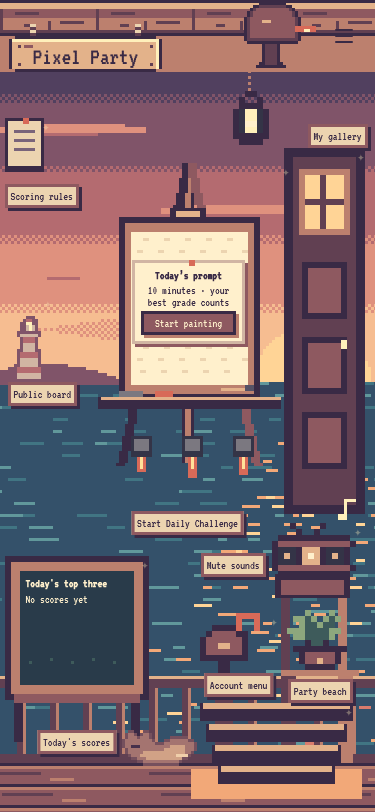 Pixel Party
My gallery
Scoring rules
Today's prompt
10 minutes · your
best grade counts
Start painting
Public board
Start Daily Challenge
Mute sounds
Today's top three
No scores yet
Account menu
Party beach
Today's scores